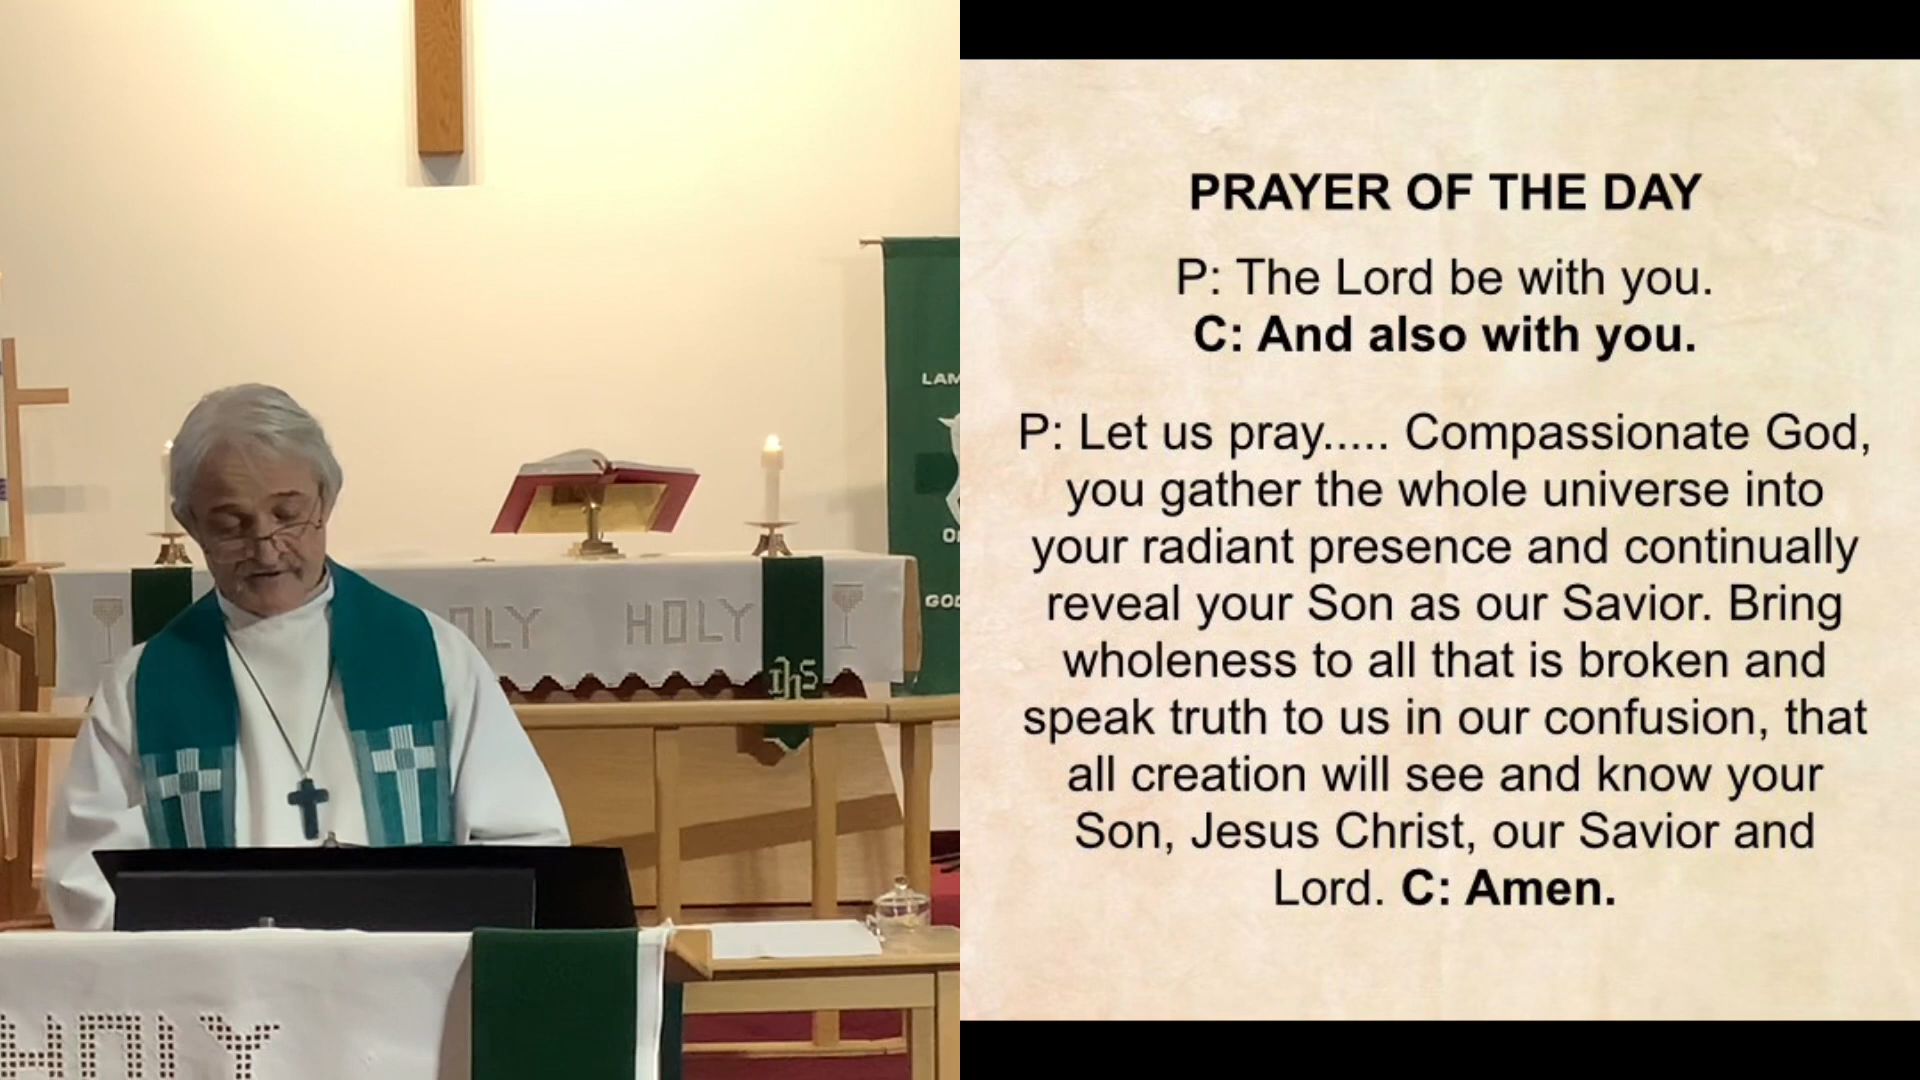 LAM
O
GOD
OLY HOLY
IhS
HOLY
PRAYER OF THE DAY
P: The Lord be with you.
C: And also with you.
P: Let us pray..... Compassionate God,
you gather the whole universe into
your radiant presence and continually
reveal your Son as our Savior. Bring
wholeness to all that is broken and
speak truth to us in our confusion, that
all creation will see and know your
Son, Jesus Christ, our Savior and
Lord. C: Amen.